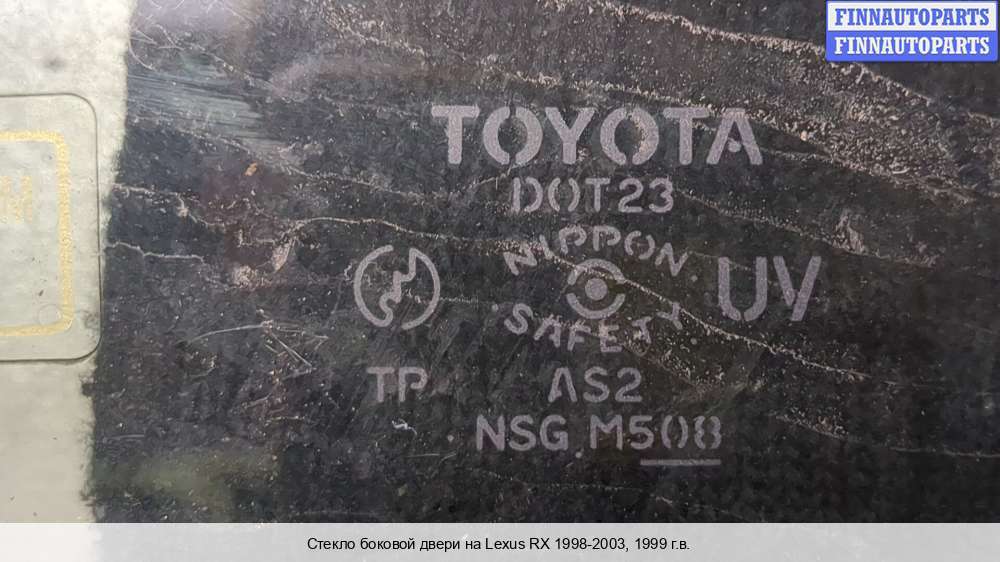 FINNAUTOPARTS
FINNAUTOPARTS
TOYOTA
DOT23
NIPPON
SAFETY
UV
TP
AS2
NSG M508
Стекло боковой двери на Lexus RX 1998-2003, 1999 г.в.